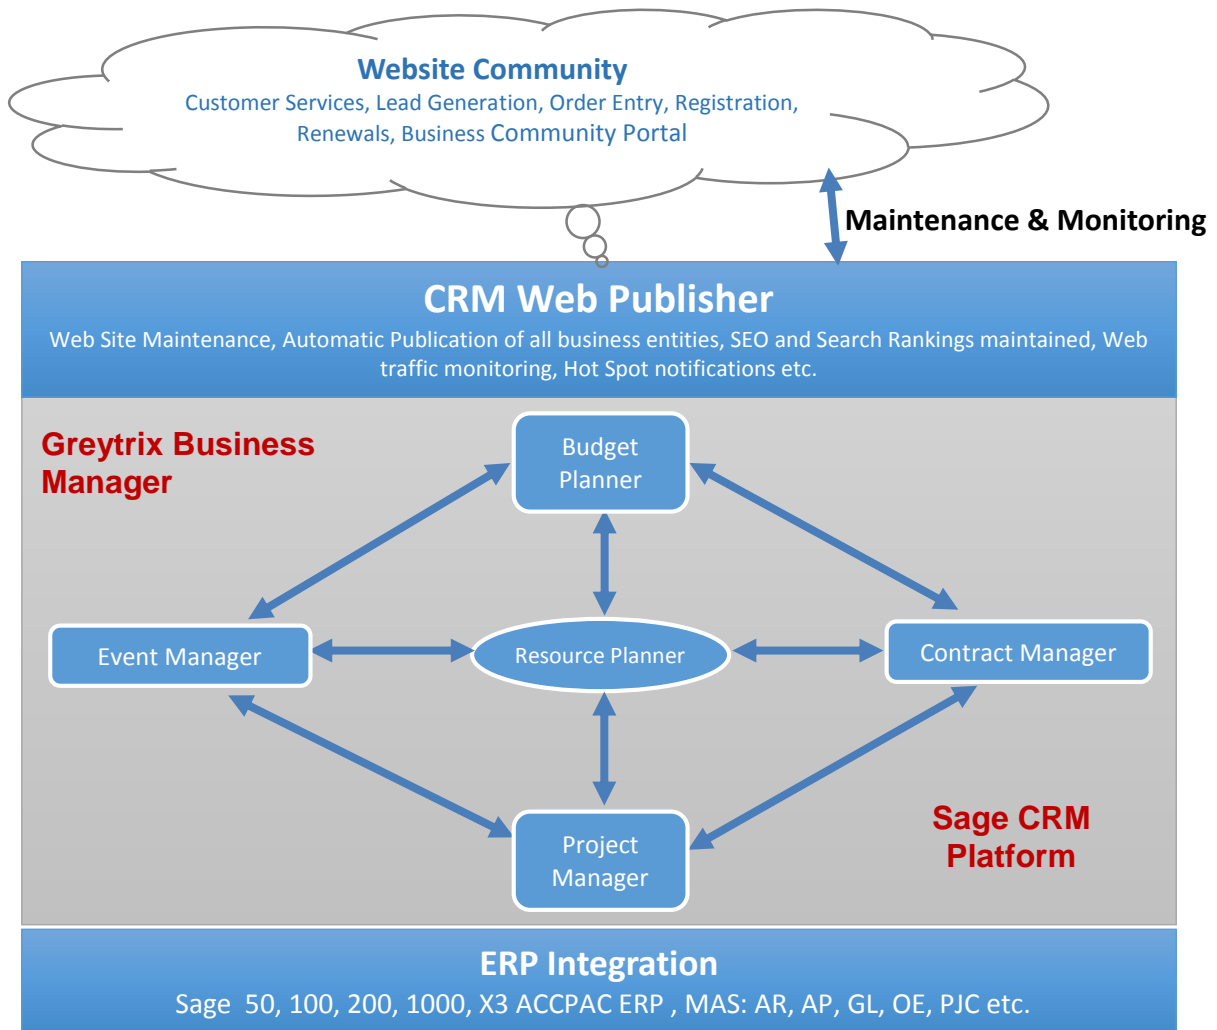 Website Community
Customer Services, Lead Generation, Order Entry, Registration,
Renewals, Business Community Portal
Maintenance & Monitoring
CRM Web Publisher
Web Site Maintenance, Automatic Publication of all business entities, SEO and Search Rankings maintained, Web
traffic monitoring, Hot Spot notifications etc.
Greytrix Business
Manager
Budget
Planner
Event Manager
Resource Planner
Contract Manager
Project
Manager
Sage CRM
Platform
ERP Integration
Sage  50, 100, 200, 1000, X3 ACCPAC ERP , MAS: AR, AP, GL, OE, PJC etc.